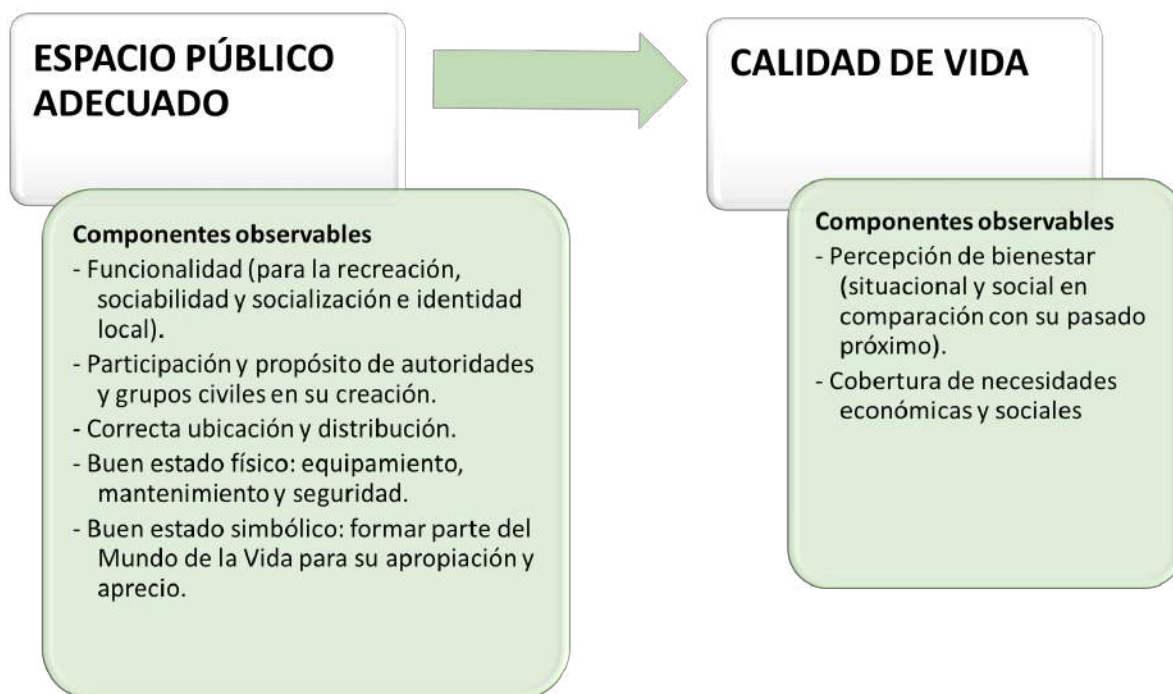 ESPACIO PÚBLICO
ADECUADO
Componentes observables
- Funcionalidad (para la recreación,
sociabilidad y socialización e identidad
local).
- Participación y propósito de autoridades
y grupos civiles en su creación.
- Correcta ubicación y distribución.
- Buen estado físico: equipamiento,
mantenimiento y seguridad.
- Buen estado simbólico: formar parte del
Mundo de la Vida para su apropiación y
aprecio.
CALIDAD DE VIDA
Componentes observables
- Percepción de bienestar
(situacional y social en
comparación con su pasado
próximo).
- Cobertura de necesidades
económicas y sociales